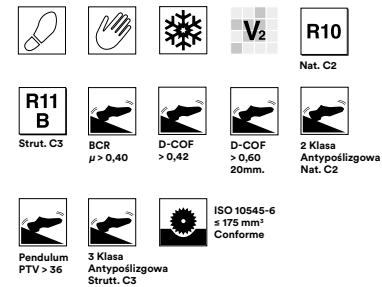 V2
R10
Nat. C2
R11
B
Strut. C3
BCR
µ > 0,40
D-COF
> 0,42
D-COF
> 0,60
20mm.
2 Klasa
Antypoślizgowa
Nat. C2
Pendulum
PTV > 36
3 Klasa
Antypoślizgowa
Strutt. C3
ISO 10545-6
≤ 175 mm³
Conforme